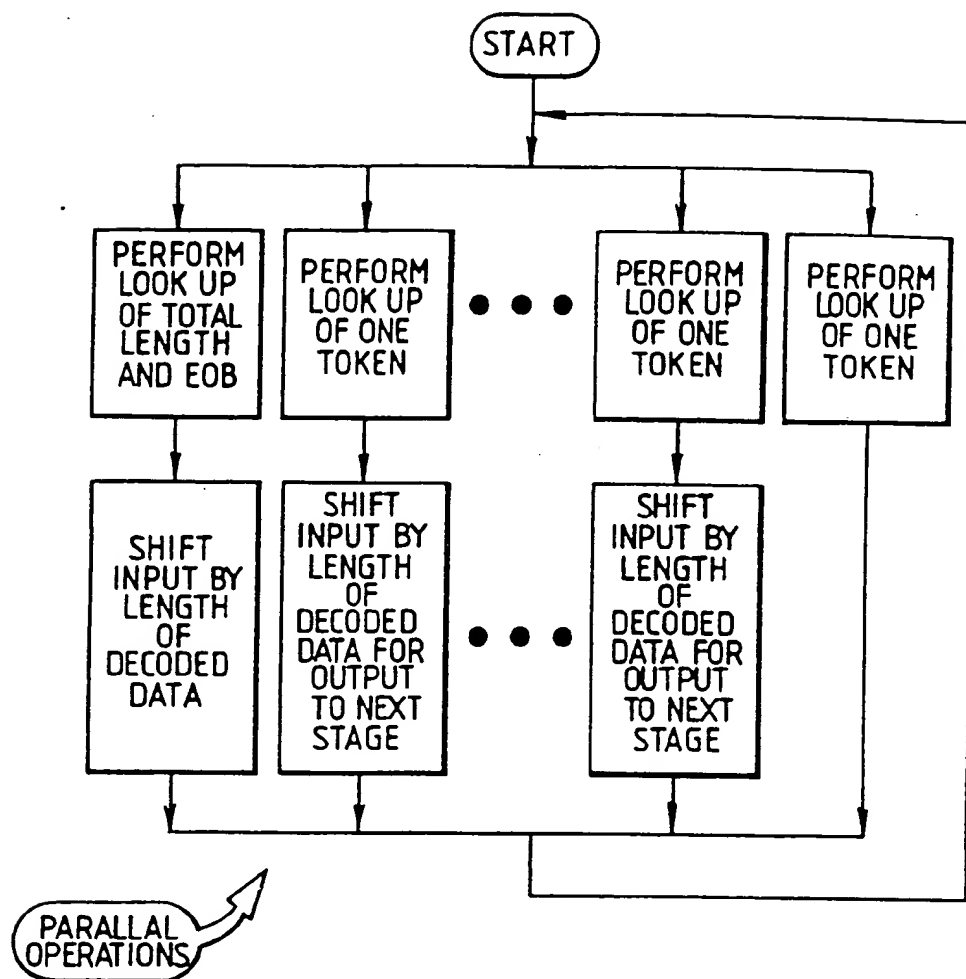 START
PERFORM
LOOK UP
OF TOTAL
LENGTH
AND EOB
PERFORM
LOOK UP
OF ONE
TOKEN
PERFORM
LOOK UP
OF ONE
TOKEN
PERFORM
LOOK UP
OF ONE
TOKEN
SHIFT
INPUT BY
LENGTH
OF
DECODED
DATA
SHIFT
INPUT BY
LENGTH
OF
DECODED
DATA FOR
OUTPUT
TO NEXT
STAGE
SHIFT
INPUT BY
LENGTH
OF
DECODED
DATA FOR
OUTPUT
TO NEXT
STAGE
PARALLAL
OPERATIONS